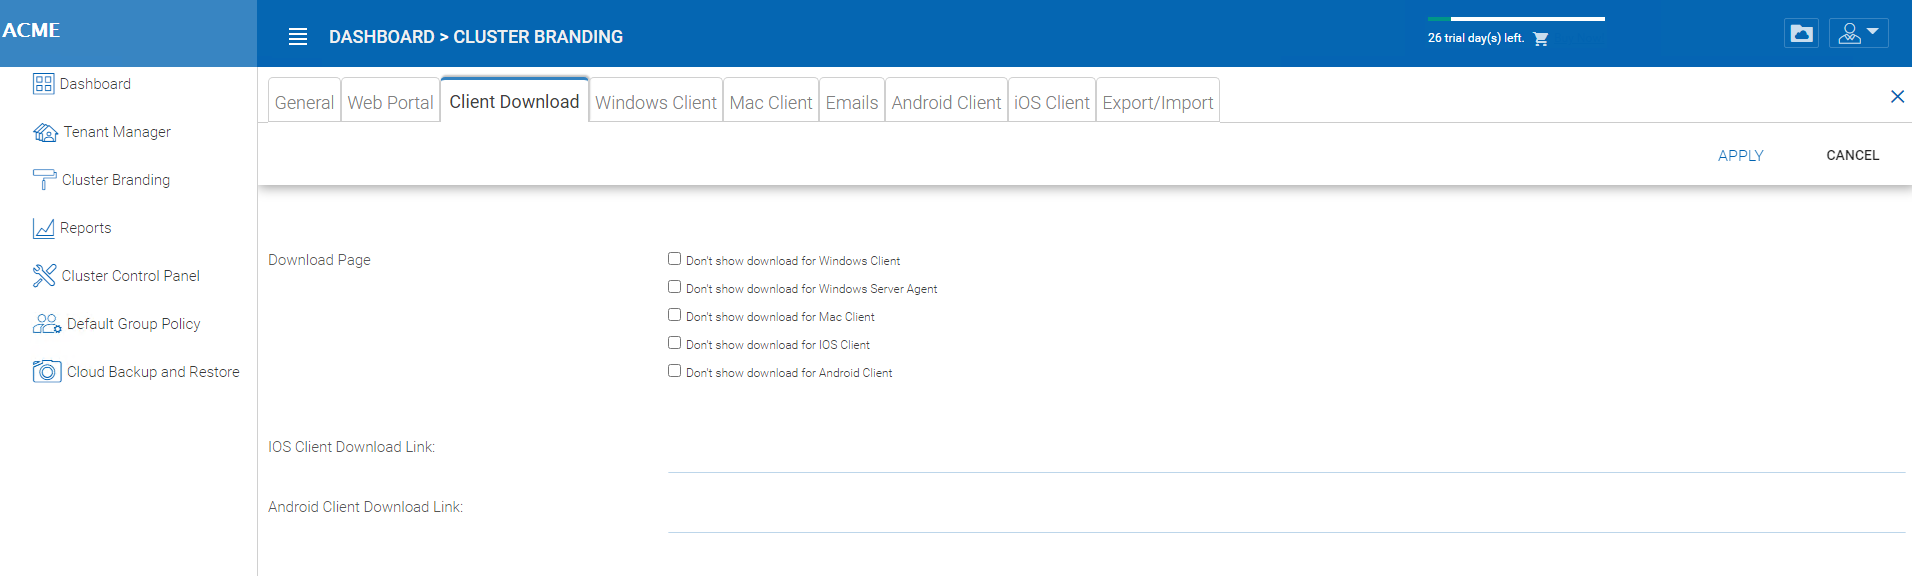 ACME
DASHBOARD > CLUSTER BRANDING
26 trial day(s) left.
Dashboard
Tenant Manager
Cluster Branding
Reports
Cluster Control Panel
Default Group Policy
Cloud Backup and Restore
General Web Portal Client Download Windows Client Mac Client Emails Android Client iOS Client Export/Import
APPLY CANCEL
Download Page
Don't show download for Windows Client
Don't show download for Windows Server Agent
Don't show download for Mac Client
Don't show download for IOS Client
Don't show download for Android Client
IOS Client Download Link:
Android Client Download Link: